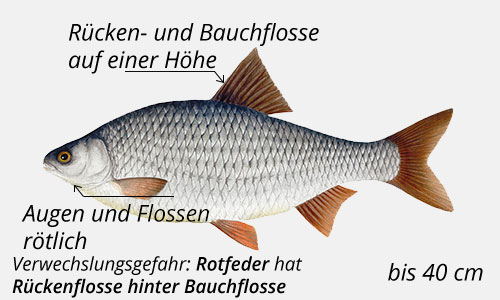 Rücken- und Bauchflosse
auf einer Höhe
Augen und Flossen
rötlich
Verwechslungsgefahr: Rotfeder hat
Rückenflosse hinter Bauchflosse
bis 40 cm